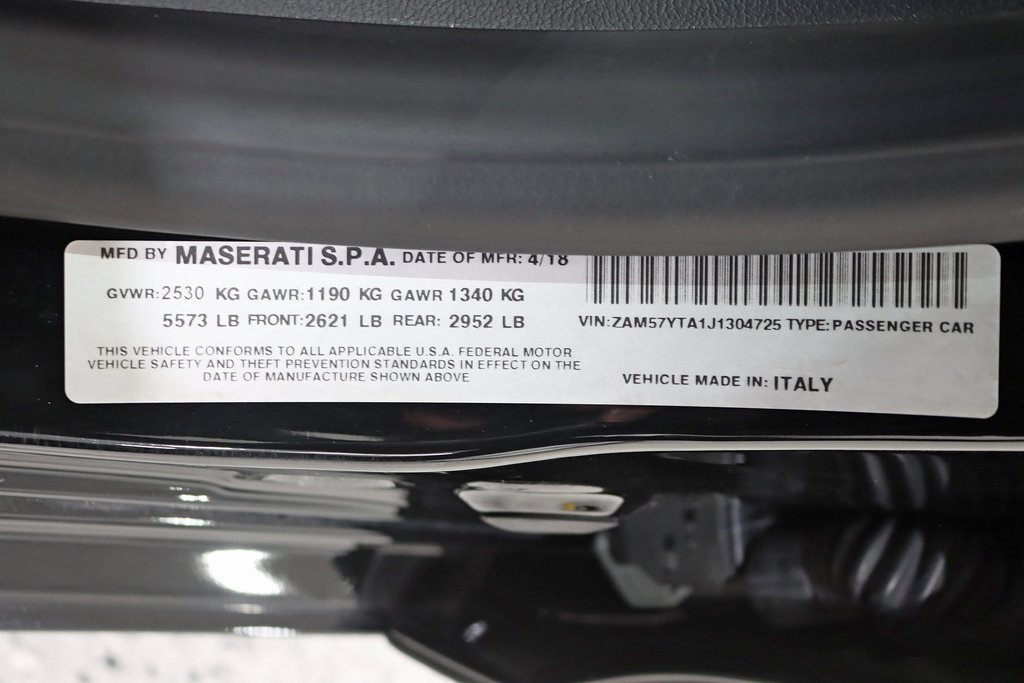 MFD BY MASERATI S.P.A. DATE OF MFR: 4/18
GVWR:2530 KG GAWR:1190 KG GAWR 1340 KG
5573 LB FRONT:2621 LB REAR: 2952 LB
VIN:ZAM57YTA1J1304725 TYPE:PASSENGER CAR
THIS VEHICLE CONFORMS TO ALL APPLICABLE U.S.A. FEDERAL MOTOR
VEHICLE SAFETY AND THEFT PREVENTION STANDARDS IN EFFECT ON THE
DATE OF MANUFACTURE SHOWN ABOVE
VEHICLE MADE IN: ITALY